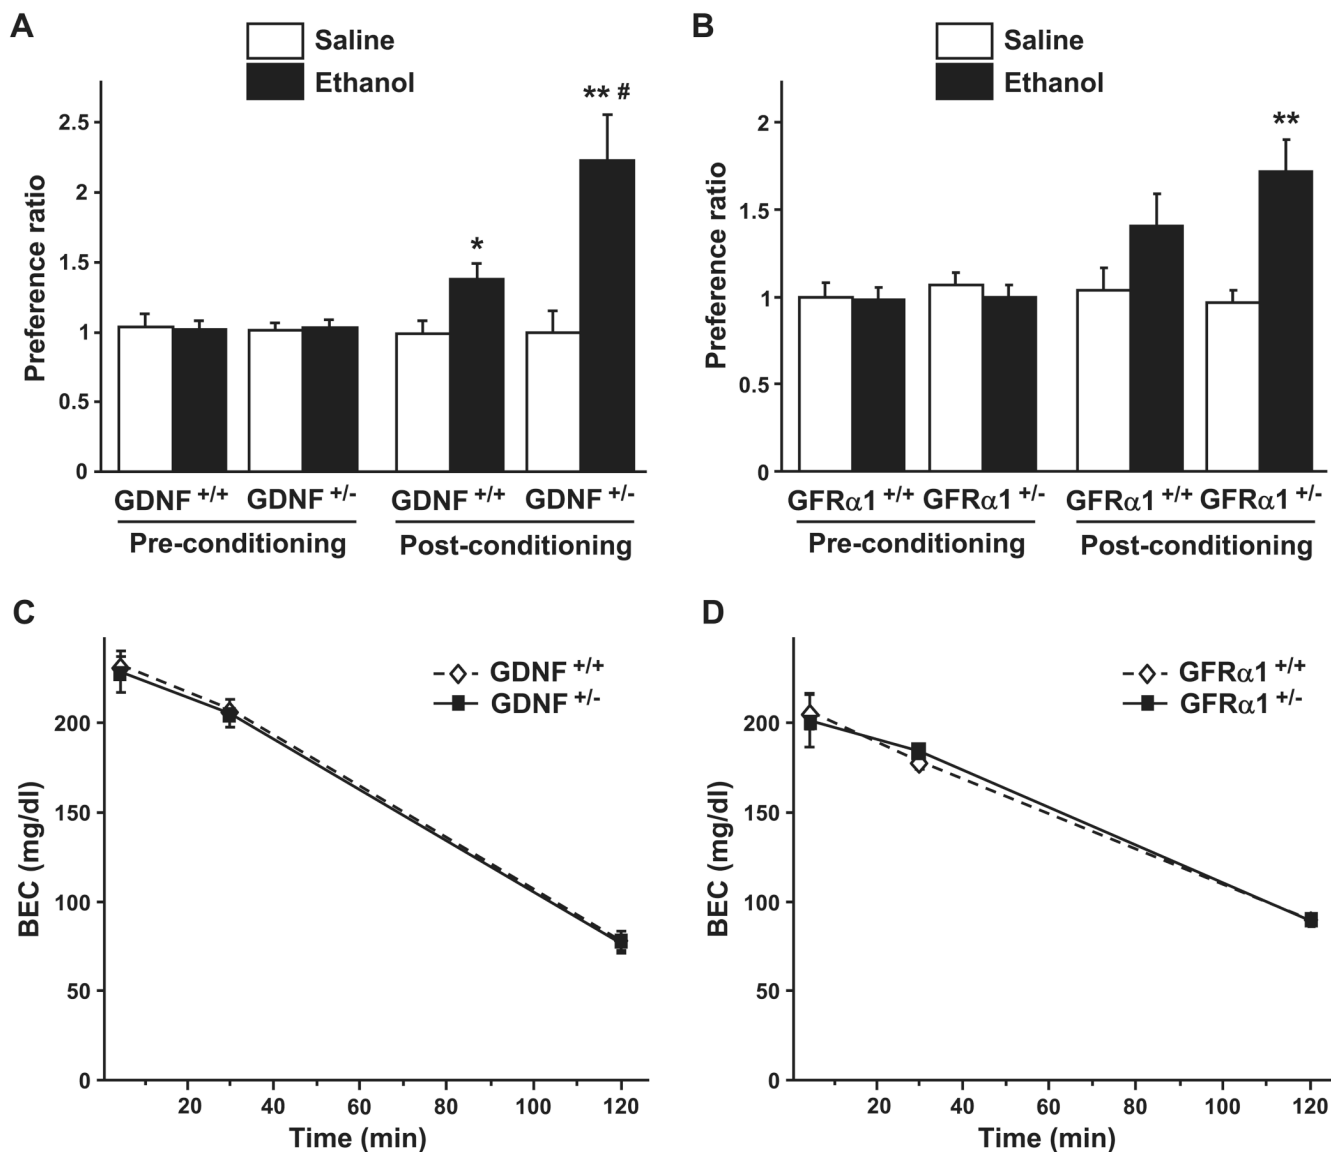 A
Saline
Ethanol
** #
*
Preference ratio
2.5
2
1.5
1
0.5
0
GDNF +/+ GDNF +/- GDNF +/+ GDNF +/-
Pre-conditioning Post-conditioning
B
Saline
Ethanol
**
Preference ratio
2
1.5
1
0.5
0
GFRα1 +/+ GFRα1 +/- GFRα1 +/+ GFRα1 +/-
Pre-conditioning Post-conditioning
C
GDNF +/+
GDNF +/-
BEC (mg/dl)
200
150
100
50
0
20 40 60 80 100 120
Time (min)
D
GFRα1 +/+
GFRα1 +/-
BEC (mg/dl)
200
150
100
50
0
20 40 60 80 100 120
Time (min)